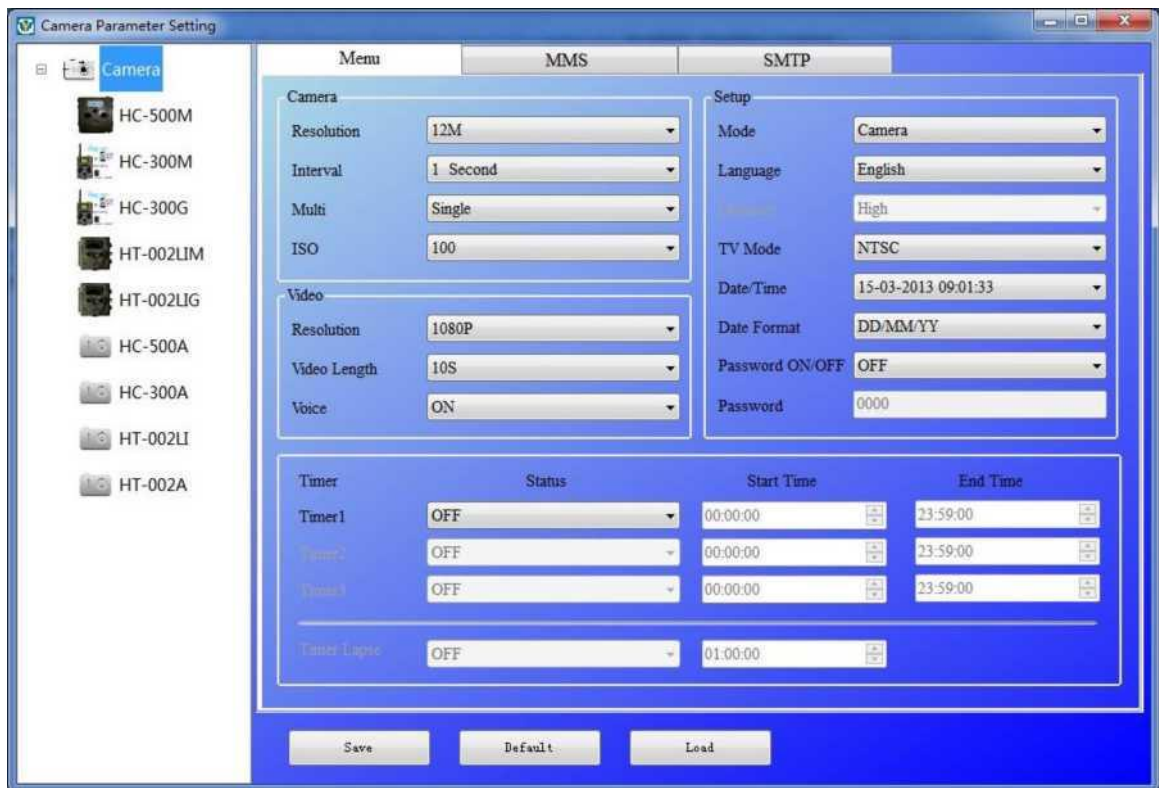 Camera Parameter Setting
Camera
HC-500M
HC-300M
HC-300G
HT-002LIM
HT-002LIG
HC-500A
HC-300A
HT-002LI
HT-002A
Menu MMS SMTP
Camera
Resolution 12M
Interval 1 Second
Multi Single
ISO 100
Video
Resolution 1080P
Video Length 10S
Voice ON
Setup
Mode Camera
Language English
High
TV Mode NTSC
Date/Time 15-03-2013 09:01:33
Date Format DD/MM/YY
Password ON/OFF OFF
Password 0000
Timer Status Start Time End Time
Timer1 OFF 00:00:00 23:59:00
Timer2 OFF 00:00:00 23:59:00
Timer3 OFF 00:00:00 23:59:00
Timer Lapse OFF 01:00:00
Save Default Load